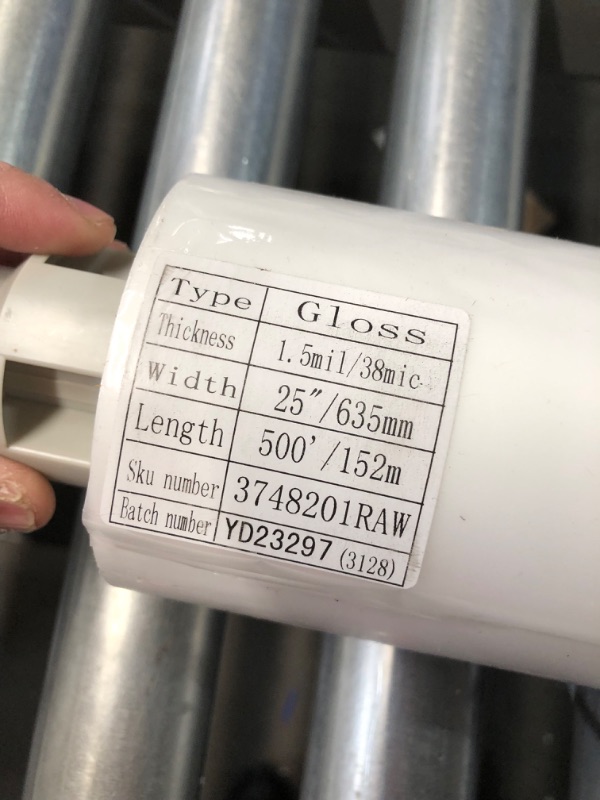 Type Gloss
Thickness 1.5mil/38mic
Width 25"/635mm
Length 500'/152m
Sku number 3748201RAW
Batch number YD23297 (3128)